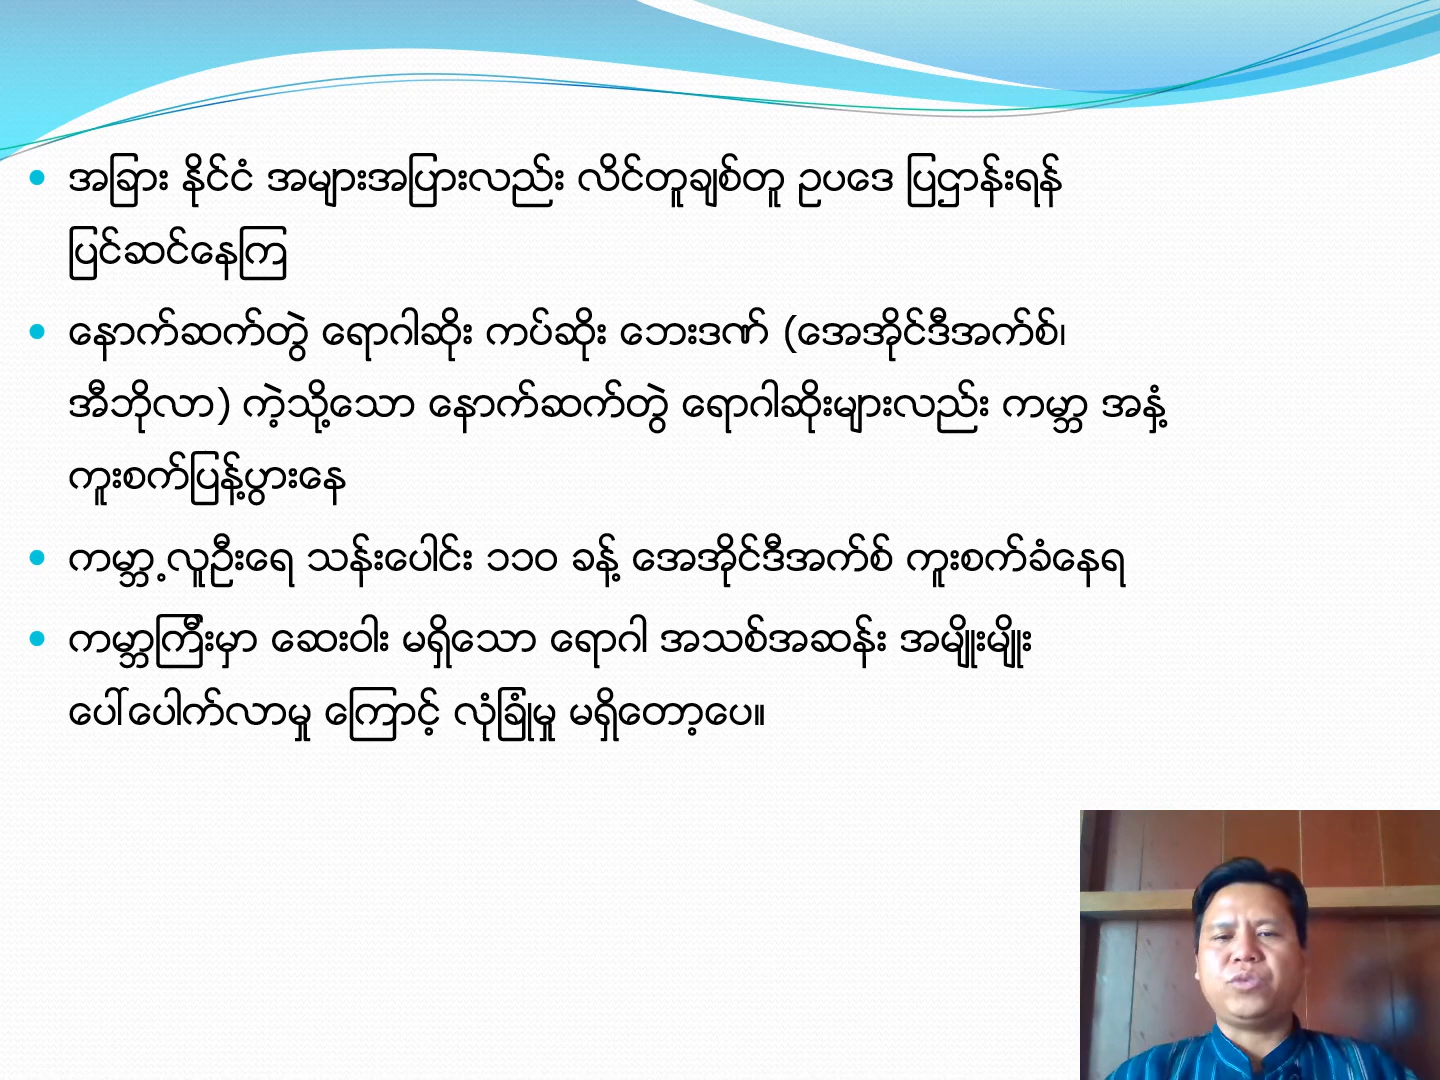 အခြား နိုင်ငံ အများအပြားလည်း လိင်တူချစ်တူ ဥပဒေ ပြဌာန်းရန်
ပြင်ဆင်နေကြ
နောက်ဆက်တွဲ ရောဂါဆိုး ကပ်ဆိုး ဘေးဒဏ် (အေအိုင်ဒီအက်စ်၊
အီဘိုလာ) ကဲ့သို့သော နောက်ဆက်တွဲ ရောဂါဆိုးများလည်း ကမ္ဘာ အနှံ့
ကူးစက်ပြန့်ပွားနေ
ကမ္ဘာ့ လူဦးရေ သန်းပေါင်း ၁၁၀ ခန့် အေအိုင်ဒီအက်စ် ကူးစက်ခံနေရ
ကမ္ဘာကြီးမှာ ဆေးဝါး မရှိသော ရောဂါ အသစ်အဆန်း အမျိုးမျိုး
ပေါ်ပေါက်လာမှု ကြောင့် လုံခြုံမှု မရှိတော့ပေ။